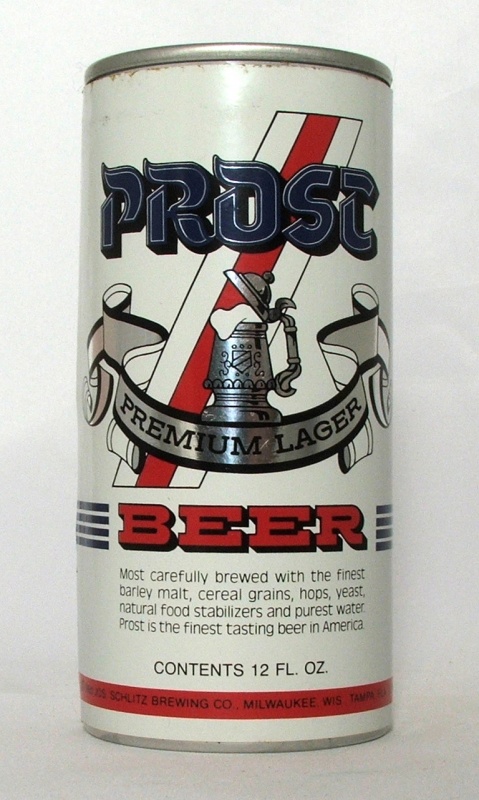 PROST
PREMIUM LAGER
BEER
Most carefully brewed with the finest
barley malt, cereal grains, hops, yeast,
natural food stabilizers and purest water.
Prost is the finest tasting beer in America.
CONTENTS 12 FL. OZ.
JOS. SCHLITZ BREWING CO., MILWAUKEE, WIS., TAMPA,